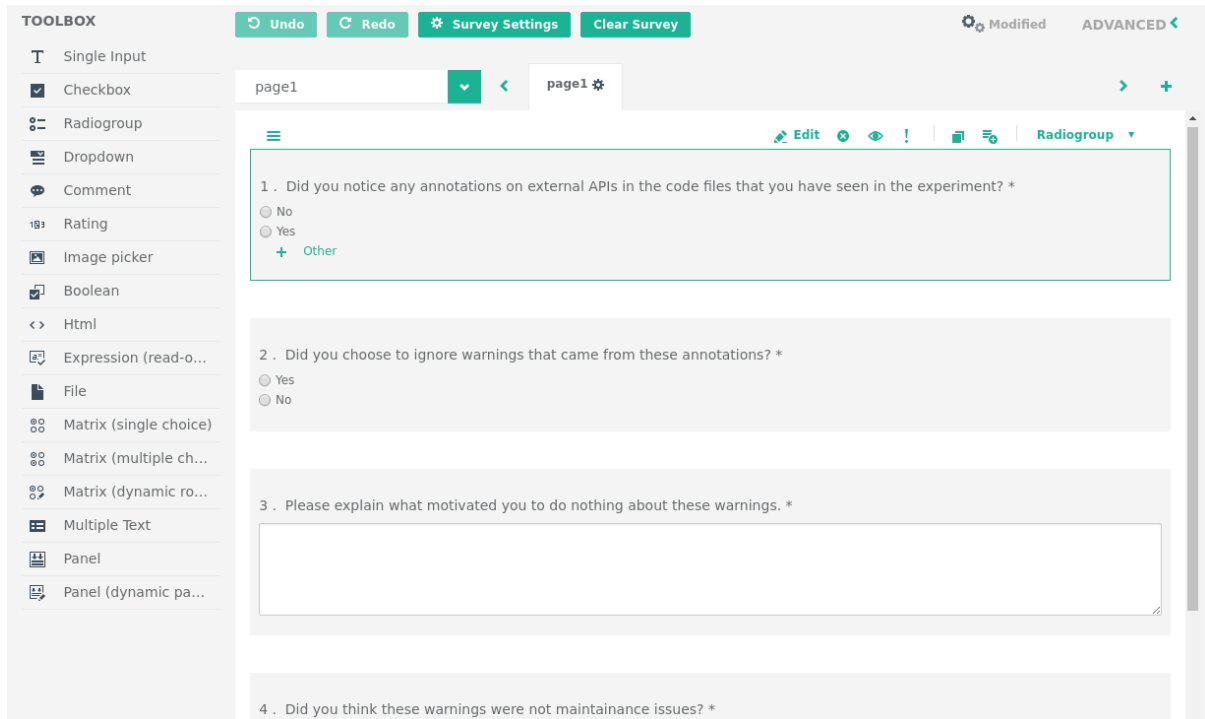 TOOLBOX
Single Input
Checkbox
Radiogroup
Dropdown
Comment
Rating
Image picker
Boolean
Html
Expression (read-o...
File
Matrix (single choice)
Matrix (multiple ch...
Matrix (dynamic ro...
Multiple Text
Panel
Panel (dynamic pa...
Undo
Redo
Survey Settings
Clear Survey
Modified
ADVANCED
page1
page1
Edit
Radiogroup
1 . Did you notice any annotations on external APIs in the code files that you have seen in the experiment? *
No
Yes
+ Other
2 . Did you choose to ignore warnings that came from these annotations? *
Yes
No
3 . Please explain what motivated you to do nothing about these warnings. *
4 . Did you think these warnings were not maintainance issues? *